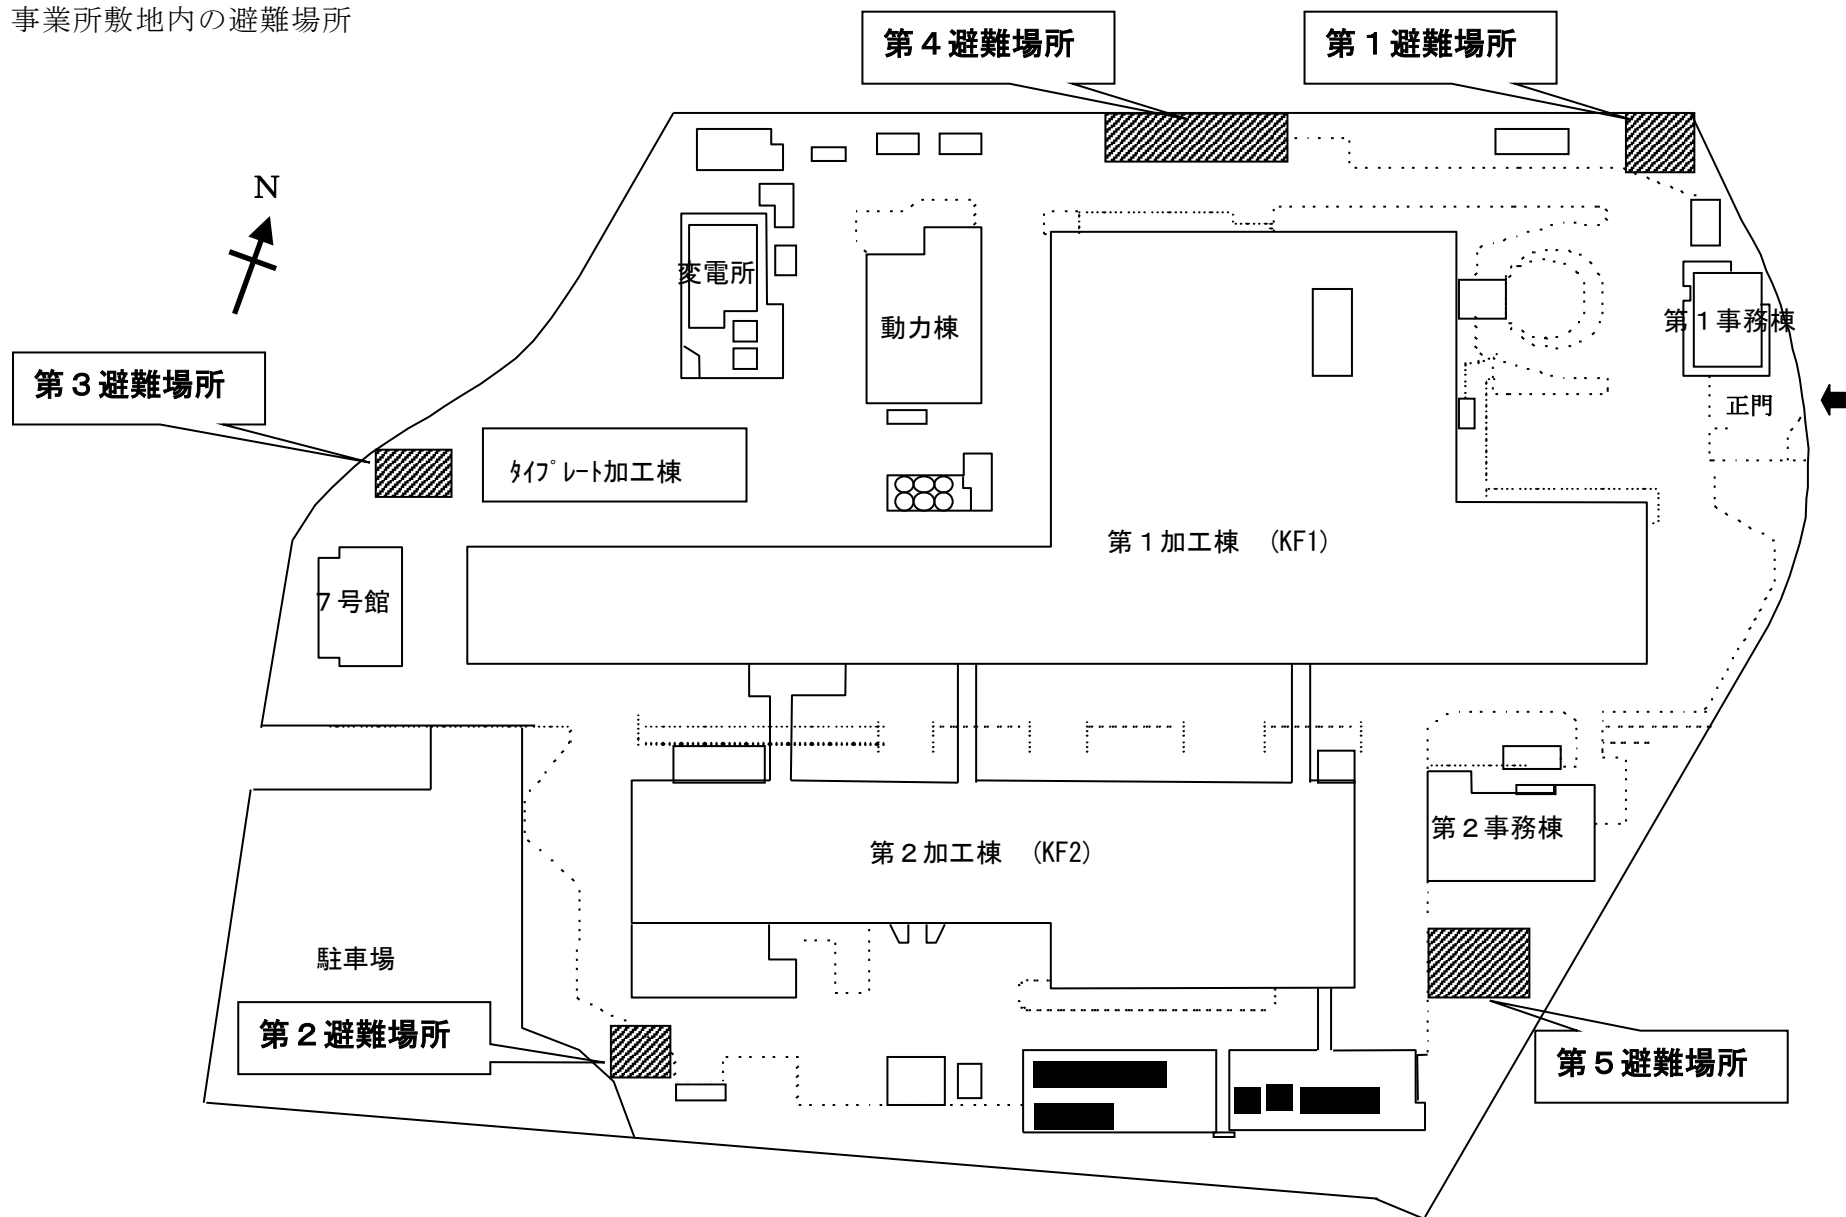 事業所敷地内の避難場所
第４避難場所
第１避難場所
N
変電所
動力棟
第１事務棟
第３避難場所
正門
ﾀｲﾌﾟﾚｰﾄ加工棟
第１加工棟　(KF1)
７号館
第２事務棟
第２加工棟　(KF2)
駐車場
第２避難場所
第５避難場所